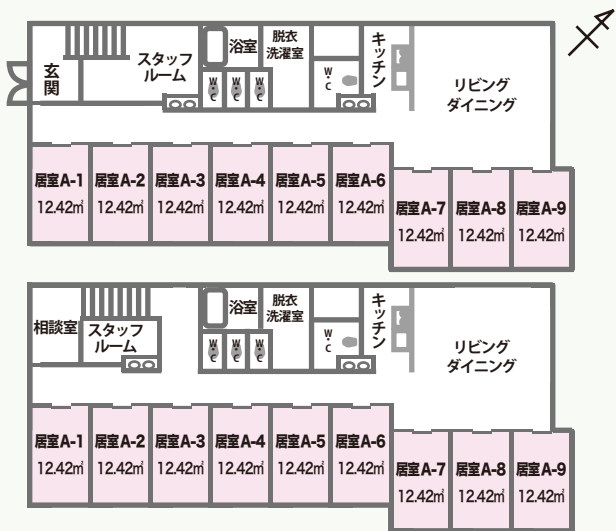 玄
関
スタッフ
ルーム
浴室
脱衣
洗濯室
W
C
W
C
W
C
W・C
キッチン
リビング
ダイニング
居室A-1
12.42㎡
居室A-2
12.42㎡
居室A-3
12.42㎡
居室A-4
12.42㎡
居室A-5
12.42㎡
居室A-6
12.42㎡
居室A-7
12.42㎡
居室A-8
12.42㎡
居室A-9
12.42㎡
相談室
スタッフ
ルーム
浴室
脱衣
洗濯室
W
C
W
C
W
C
W・C
キッチン
リビング
ダイニング
居室A-1
12.42㎡
居室A-2
12.42㎡
居室A-3
12.42㎡
居室A-4
12.42㎡
居室A-5
12.42㎡
居室A-6
12.42㎡
居室A-7
12.42㎡
居室A-8
12.42㎡
居室A-9
12.42㎡